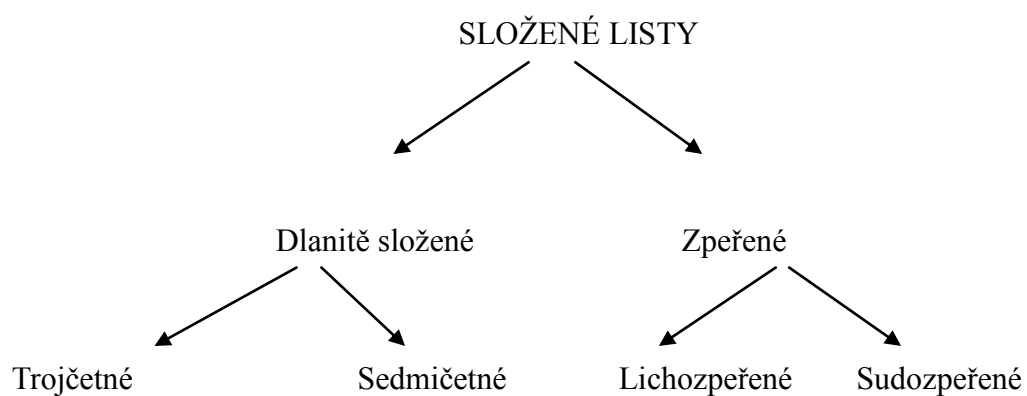 SLOŽENÉ LISTY
Dlanitě složené Zpeřené
Trojčetné Sedmičetné Lichozpeřené Sudozpeřené